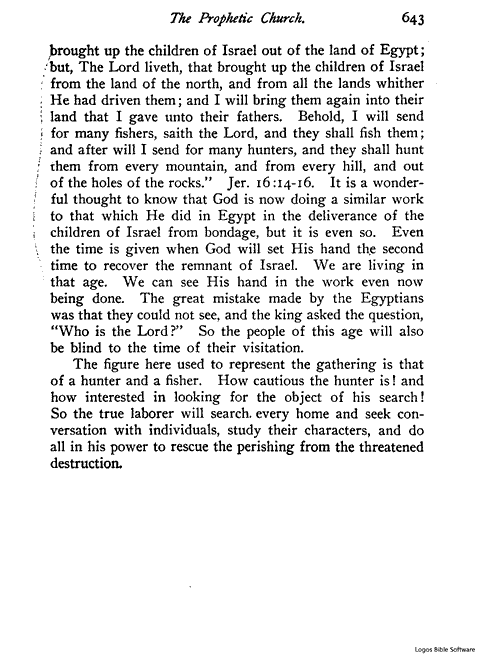 The Prophetic Church. 643
brought up the children of Israel out of the land of Egypt;
but, The Lord liveth, that brought up the children of Israel
from the land of the north, and from all the lands whither
He had driven them; and I will bring them again into their
land that I gave unto their fathers. Behold, I will send
for many fishers, saith the Lord, and they shall fish them;
and after will I send for many hunters, and they shall hunt
them from every mountain, and from every hill, and out
of the holes of the rocks." Jer. 16:14-16. It is a wonder-
ful thought to know that God is now doing a similar work
to that which He did in Egypt in the deliverance of the
children of Israel from bondage, but it is even so. Even
the time is given when God will set His hand the second
time to recover the remnant of Israel. We are living in
that age. We can see His hand in the work even now
being done. The great mistake made by the Egyptians
was that they could not see, and the king asked the question,
"Who is the Lord?" So the people of this age will also
be blind to the time of their visitation.
The figure here used to represent the gathering is that
of a hunter and a fisher. How cautious the hunter is! and
how interested in looking for the object of his search!
So the true laborer will search. every home and seek con-
versation with individuals, study their characters, and do
all in his power to rescue the perishing from the threatened
destruction.
Logos Bible Software